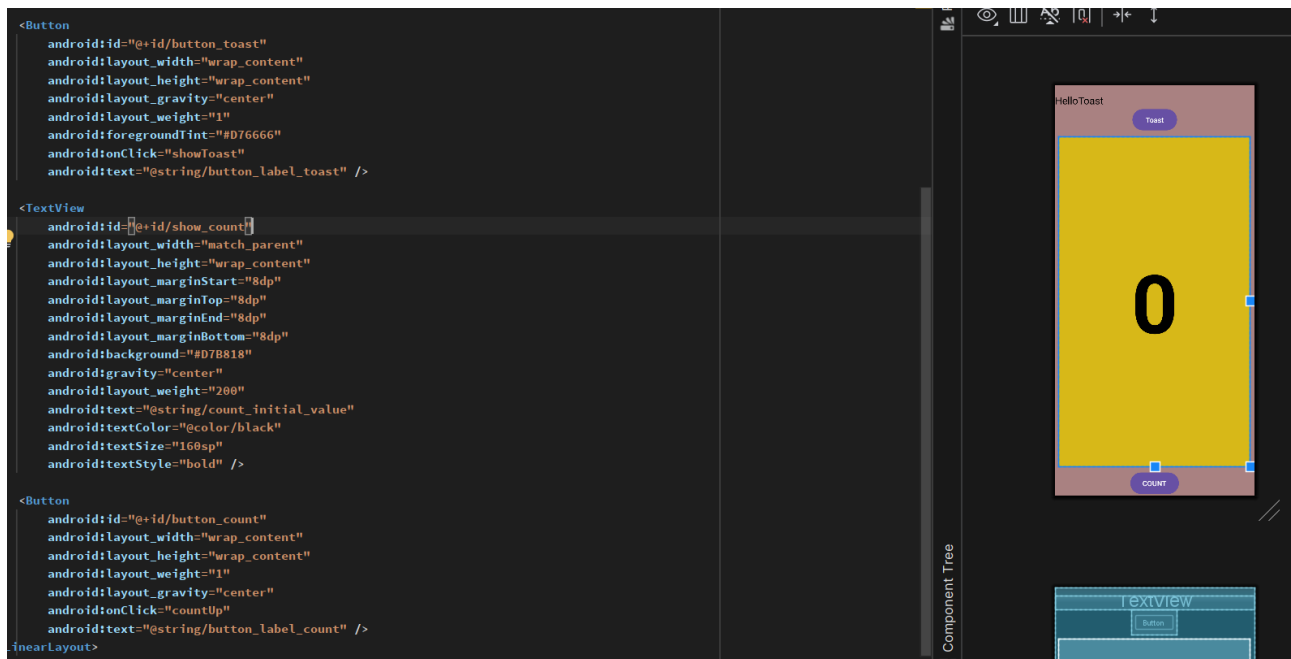 <Button
android:id="@+id/button_toast"
android:layout_width="wrap_content"
android:layout_height="wrap_content"
android:layout_gravity="center"
android:layout_weight="1"
android:foregroundTint="#D76666"
android:onClick="showToast"
android:text="@string/button_label_toast" />
<TextView
android:id="@+id/show_count"
android:layout_width="match_parent"
android:layout_height="wrap_content"
android:layout_marginStart="8dp"
android:layout_marginTop="8dp"
android:layout_marginEnd="8dp"
android:layout_marginBottom="8dp"
android:background="#D7B818"
android:gravity="center"
android:layout_weight="200"
android:text="@string/count_initial_value"
android:textColor="@color/black"
android:textSize="160sp"
android:textStyle="bold" />
<Button
android:id="@+id/button_count"
android:layout_width="wrap_content"
android:layout_height="wrap_content"
android:layout_weight="1"
android:layout_gravity="center"
android:onClick="countUp"
android:text="@string/button_label_count" />
LinearLayout>
Component Tree
HelloToast
Toast
0
COUNT
TextView
Button